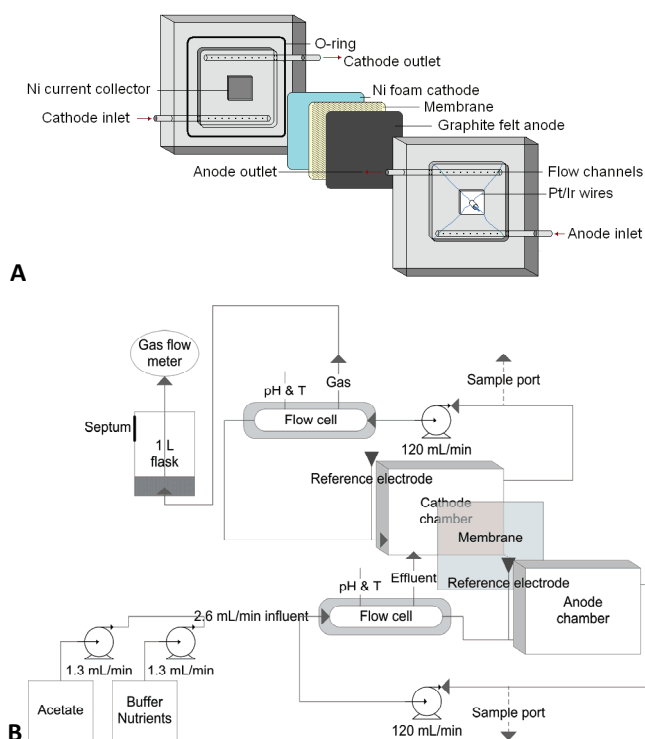 O-ring
Cathode outlet
Ni current collector
Ni foam cathode
Membrane
Cathode inlet
Graphite felt anode
Anode outlet
Flow channels
Pt/Ir wires
Anode inlet
A
Gas flow
meter
Septum
1 L
flask
pH & T
Gas
Flow cell
Sample port
120 mL/min
Reference electrode
Cathode
chamber
Membrane
Effluent
Reference electrode
pH & T
Flow cell
Anode
chamber
2.6 mL/min influent
1.3 mL/min
1.3 mL/min
Acetate
Buffer
Nutrients
Sample port
120 mL/min
B